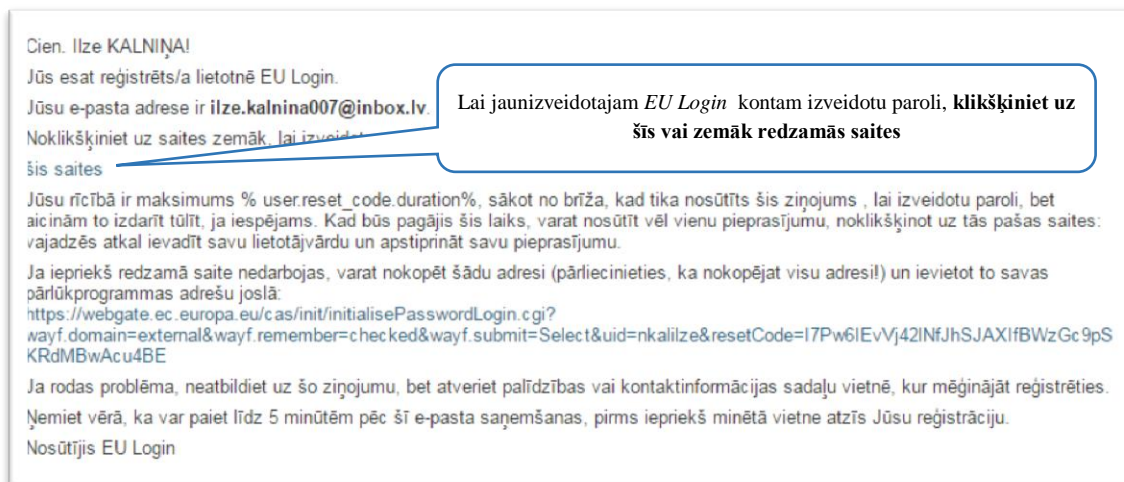 Cien. Ilze KALNIŅA!
Jūs esat reģistrēts/a lietotnē EU Login.
Jūsu e-pasta adrese ir ilze.kalnina007@inbox.lv.
Noklikšķiniet uz saites zemāk, lai izveidot
Lai jaunizveidotajam EU Login kontam izveidotu paroli, klikšķiniet uz
šīs vai zemāk redzamās saites
šis saites
Jūsu rīcībā ir maksimums % user.reset_code.duration%, sākot no brīža, kad tika nosūtīts šis ziņojums , lai izveidotu paroli, bet
aicinām to izdarīt tūlīt, ja iespējams. Kad būs pagājis šis laiks, varat nosūtīt vēl vienu pieprasījumu, noklikšķinot uz tās pašas saites:
vajadzēs atkal ievadīt savu lietotājvārdu un apstiprināt savu pieprasījumu.
Ja iepriekš redzamā saite nedarbojas, varat nokopēt šādu adresi (pārliecinieties, ka nokopējat visu adresi!) un ievietot to savas
pārlūkprogrammas adrešu joslā:
https://webgate.ec.europa.eu/cas/init/initialisePasswordLogin.cgi?
wayf.domain=external&wayf.remember=checked&wayf.submit=Select&uid=nkalilze&resetCode=I7Pw6IEvVj42INfJhSJAXIfBWzGc9pS
KRdMBwAcu4BE
Ja rodas problēma, neatbildiet uz šo ziņojumu, bet atveriet palīdzības vai kontaktinformācijas sadaļu vietnē, kur mēģinājāt reģistrēties.
Ņemiet vērā, ka var paiet līdz 5 minūtēm pēc šī e-pasta saņemšanas, pirms iepriekš minētā vietne atzīs Jūsu reģistrāciju.
Nosūtījis EU Login